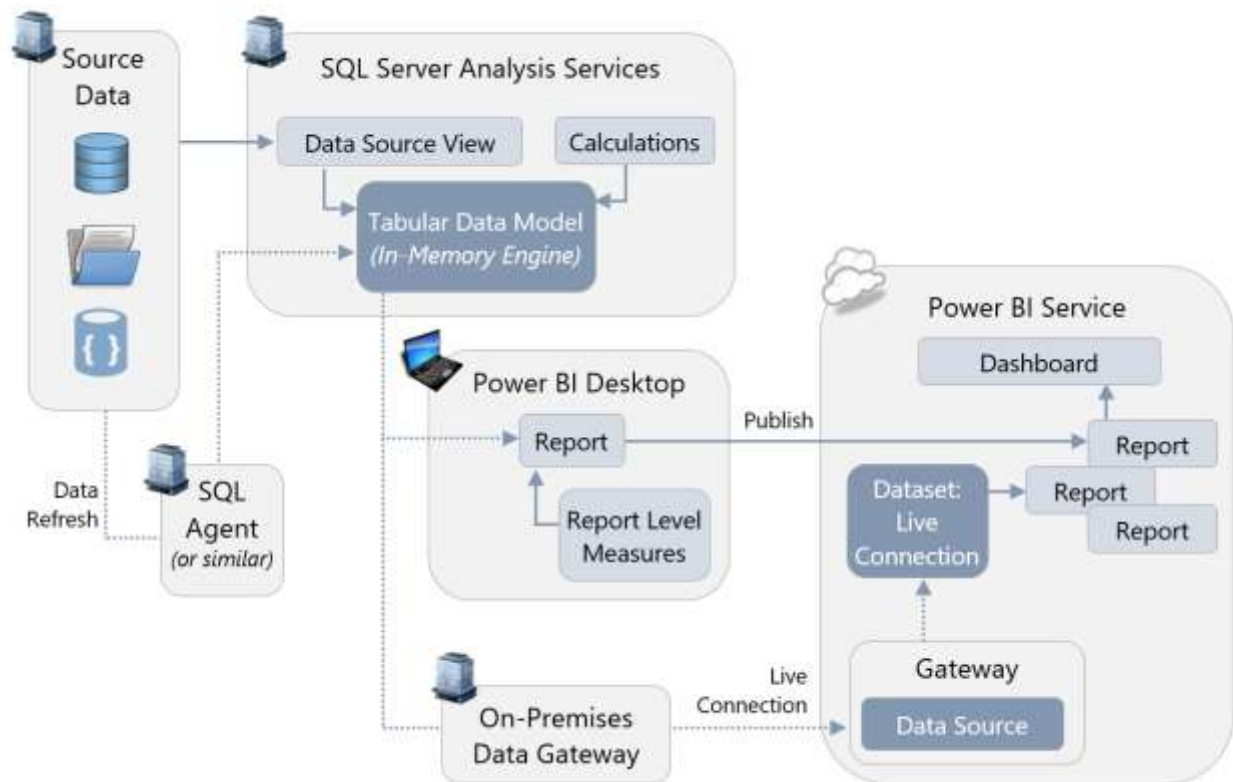 Source
Data
SQL Server Analysis Services
Data Source View
Calculations
Tabular Data Model
(In-Memory Engine)
{ }
Data
Refresh
SQL
Agent
(or similar)
Power BI Desktop
Report
Report Level
Measures
Publish
On-Premises
Data Gateway
Live
Connection
Power BI Service
Dashboard
Report
Report
Report
Dataset:
Live
Connection
Gateway
Data Source